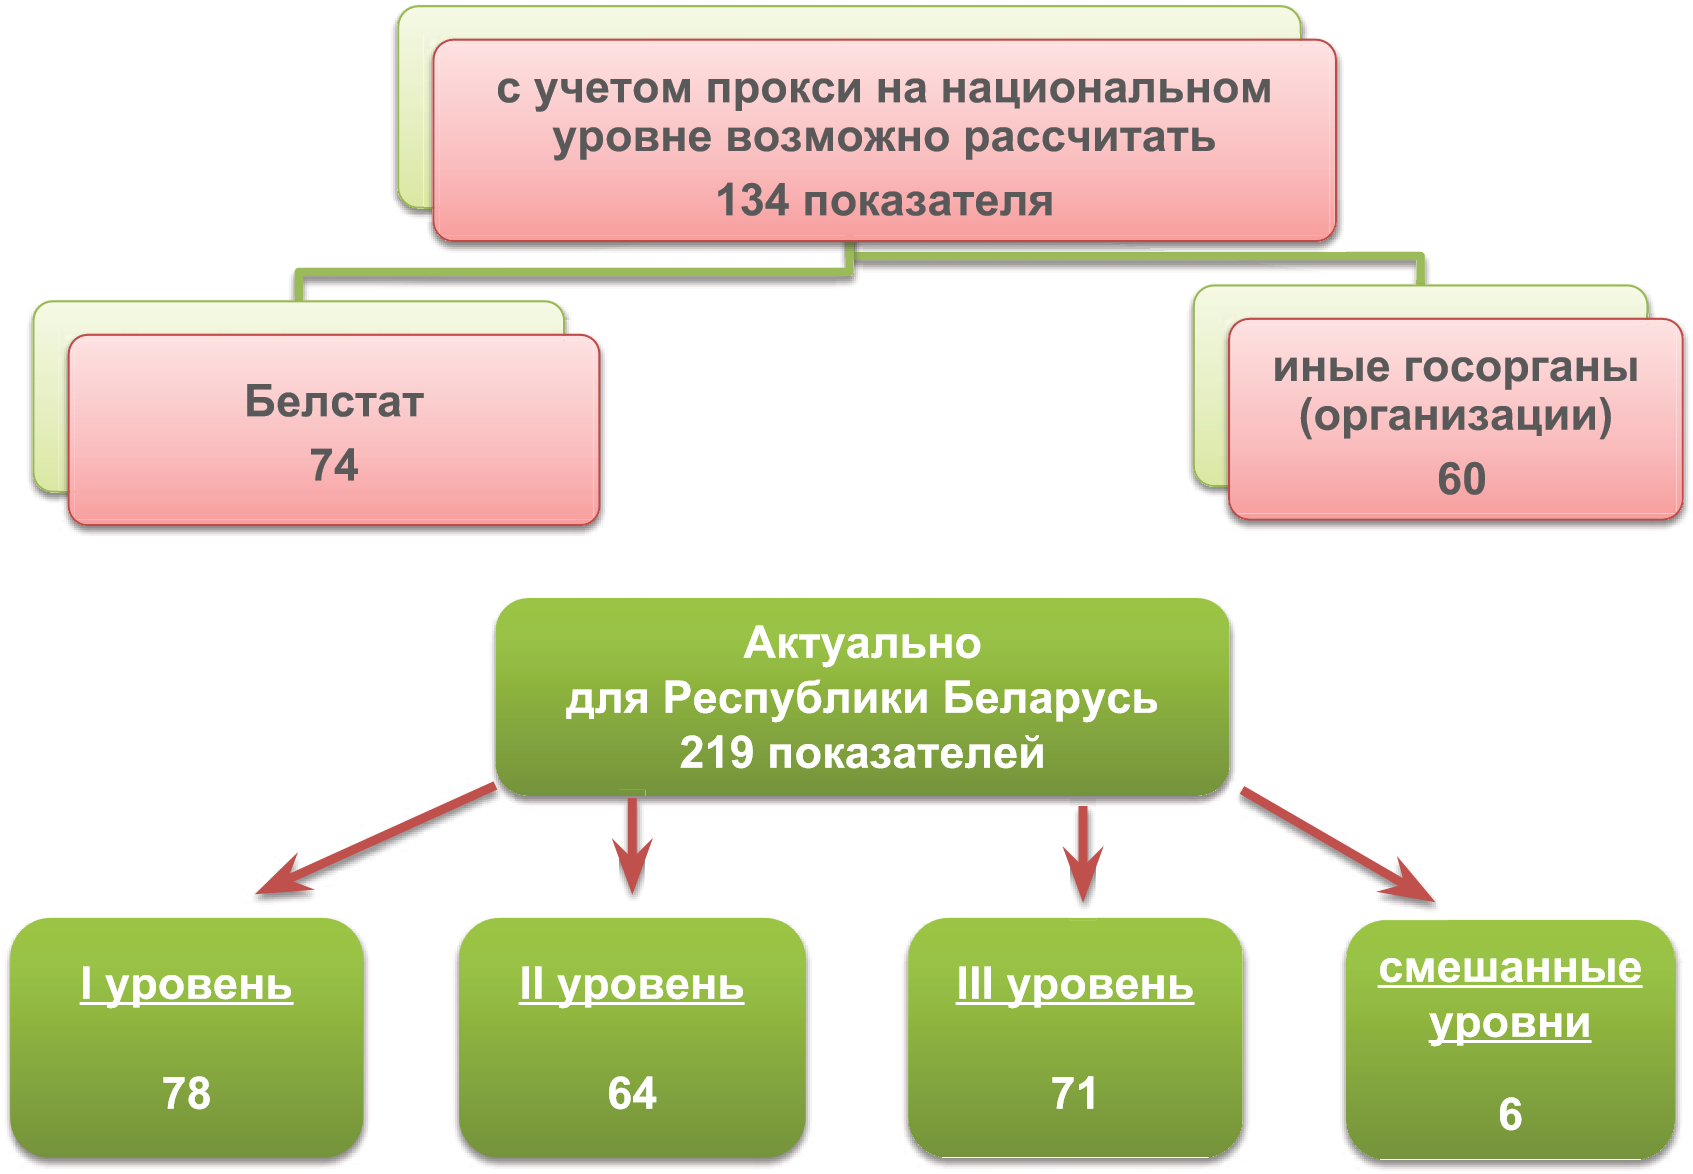 с учетом прокси на национальном
уровне возможно рассчитать
134 показателя
Белстат
74
иные госорганы
(организации)
60
Актуально
для Республики Беларусь
219 показателей
I уровень
78
II уровень
64
III уровень
71
смешанные
уровни
6